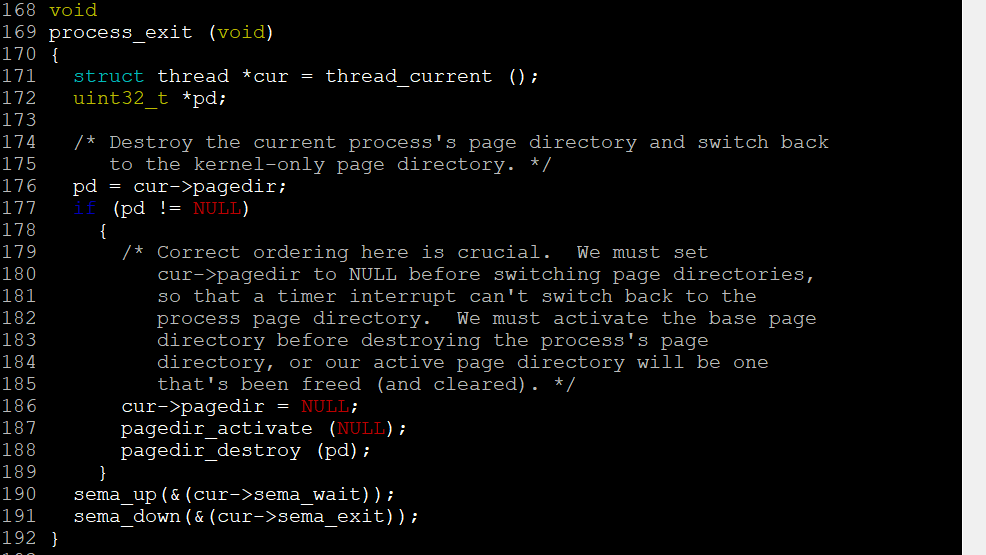 168 void
169 process_exit (void)
170 {
171   struct thread *cur = thread_current ();
172   uint32_t *pd;
173
174   /* Destroy the current process's page directory and switch back
175      to the kernel-only page directory. */
176   pd = cur->pagedir;
177   if (pd != NULL)
178     {
179       /* Correct ordering here is crucial.  We must set
180          cur->pagedir to NULL before switching page directories,
181          so that a timer interrupt can't switch back to the
182          process page directory.  We must activate the base page
183          directory before destroying the process's page
184          directory, or our active page directory will be one
185          that's been freed (and cleared). */
186       cur->pagedir = NULL;
187       pagedir_activate (NULL);
188       pagedir_destroy (pd);
189     }
190   sema_up(&(cur->sema_wait));
191   sema_down(&(cur->sema_exit));
192 }